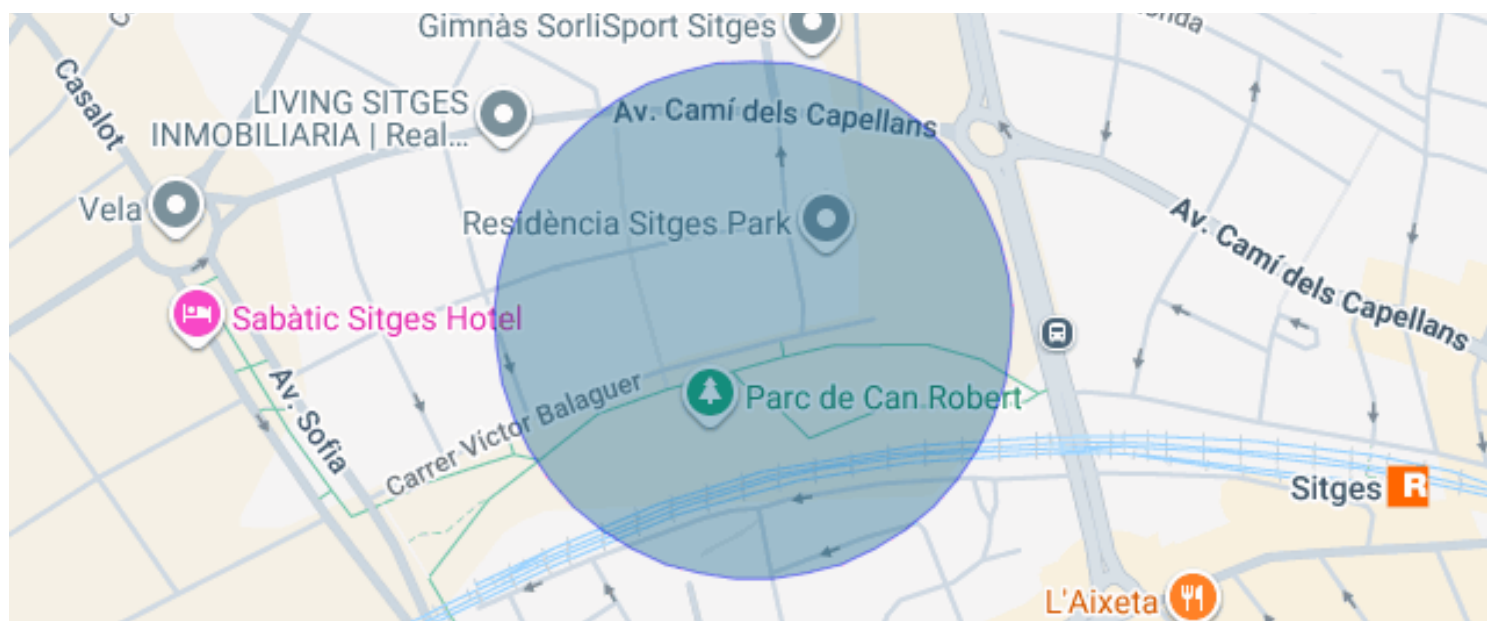 Gimnàs SorliSport Sitges
Casalot
LIVING SITGES
INMOBILIARIA | Real...
Av. Camí dels Capellans
Vela
Residència Sitges Park
Av. Camí dels Capellans
Sabàtic Sitges Hotel
Av. Sofia
Carrer Víctor Balaguer
Parc de Can Robert
Sitges
R
L'Aixeta